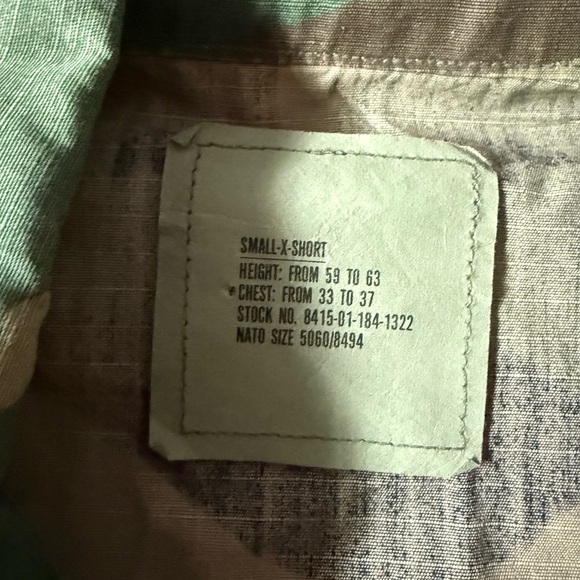 SMALL-X-SHORT
HEIGHT: FROM 59 TO 63
CHEST: FROM 33 TO 37
STOCK NO. 8415-01-184-1322
NATO SIZE 5060/8494